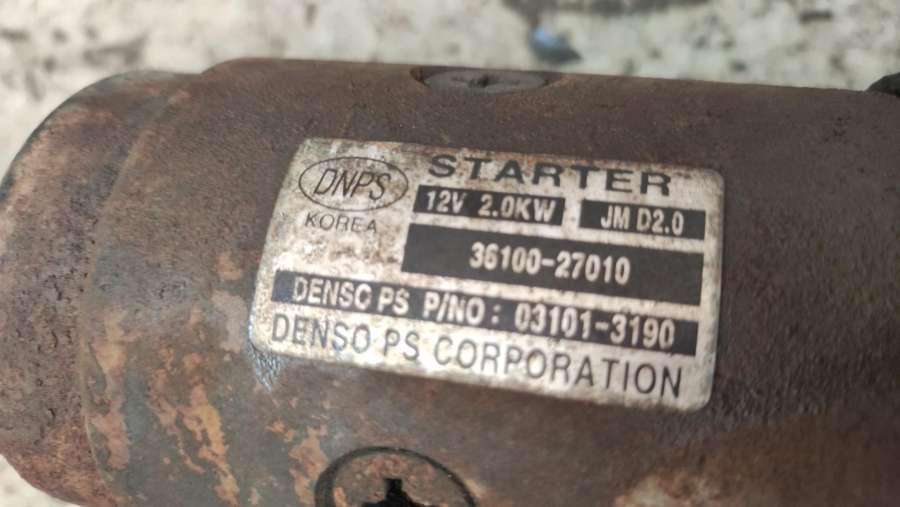 DNPS
KOREA
STARTER
12V 2.0KW JM D2.0
36100-27010
DENSO PS P/NO : 03101-3190
DENSO PS CORPORATION